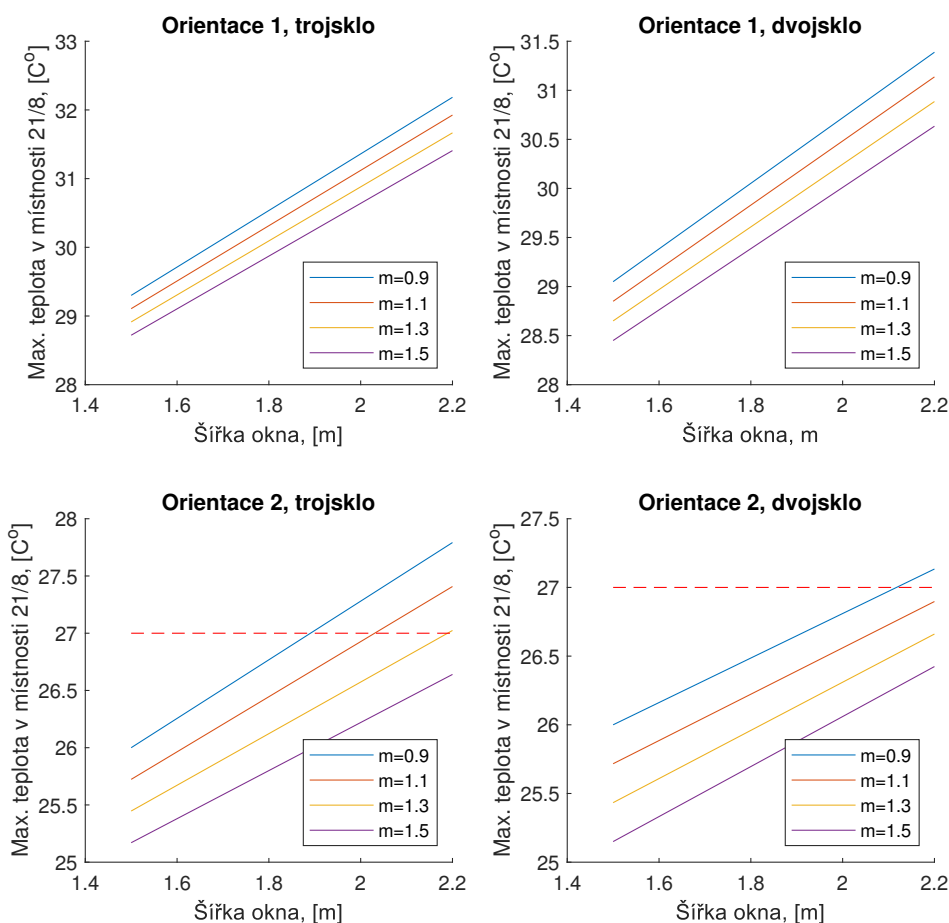 Orientace 1, trojsklo
Max. teplota v místnosti 21/8, [C°]
33
32
31
30
29
28
1.4
1.6
1.8
2
2.2
Šířka okna, [m]
m=0.9
m=1.1
m=1.3
m=1.5
Orientace 1, dvojsklo
Max. teplota v místnosti 21/8, [C°]
31.5
31
30.5
30
29.5
29
28.5
28
1.4
1.6
1.8
2
2.2
Šířka okna, m
m=0.9
m=1.1
m=1.3
m=1.5
Orientace 2, trojsklo
Max. teplota v místnosti 21/8, [C°]
28
27.5
27
26.5
26
25.5
25
1.4
1.6
1.8
2
2.2
Šířka okna, [m]
m=0.9
m=1.1
m=1.3
m=1.5
Orientace 2, dvojsklo
Max. teplota v místnosti 21/8, [C°]
27.5
27
26.5
26
25.5
25
1.4
1.6
1.8
2
2.2
Šířka okna, [m]
m=0.9
m=1.1
m=1.3
m=1.5